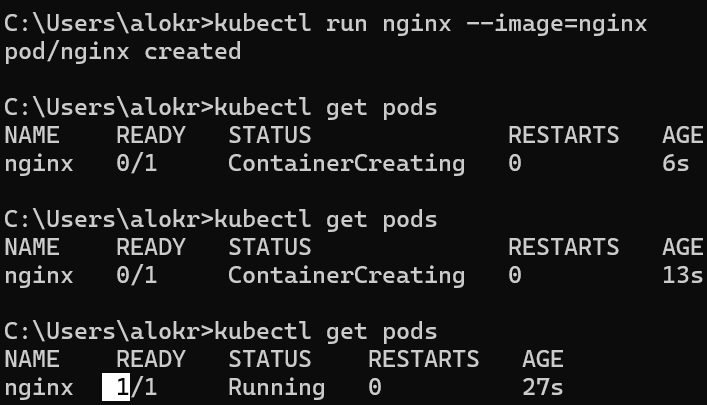 C:\Users\alokr>kubectl run nginx --image=nginx
pod/nginx created
C:\Users\alokr>kubectl get pods
NAME    READY   STATUS              RESTARTS   AGE
nginx   0/1     ContainerCreating   0          6s
C:\Users\alokr>kubectl get pods
NAME    READY   STATUS              RESTARTS   AGE
nginx   0/1     ContainerCreating   0          13s
C:\Users\alokr>kubectl get pods
NAME    READY   STATUS    RESTARTS   AGE
nginx   1/1     Running   0          27s